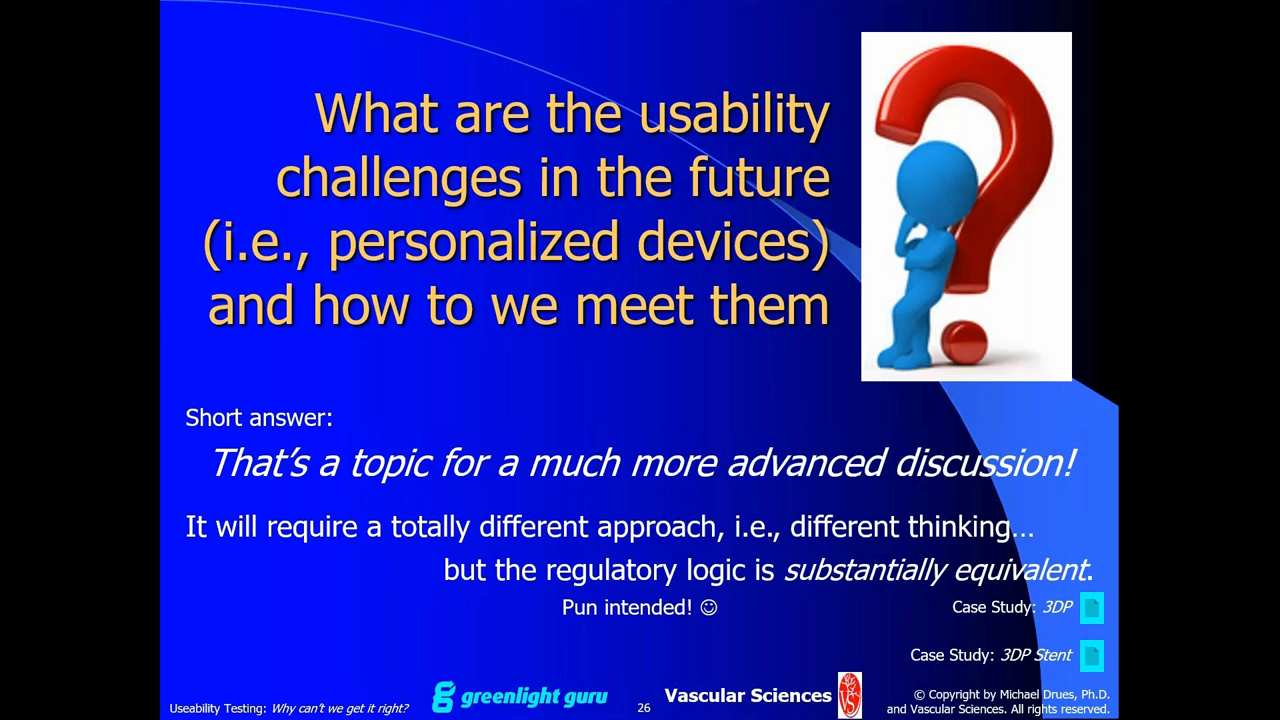 What are the usability
challenges in the future
(i.e., personalized devices)
and how to we meet them
Short answer:
That's a topic for a much more advanced discussion!
It will require a totally different approach, i.e., different thinking...
but the regulatory logic is substantially equivalent.
Pun intended! ☺
Case Study: 3DP
Case Study: 3DP Stent
Useability Testing: Why can't we get it right?
greenlight guru
26
Vascular Sciences
VS
© Copyright by Michael Drues, Ph.D.
and Vascular Sciences. All rights reserved.